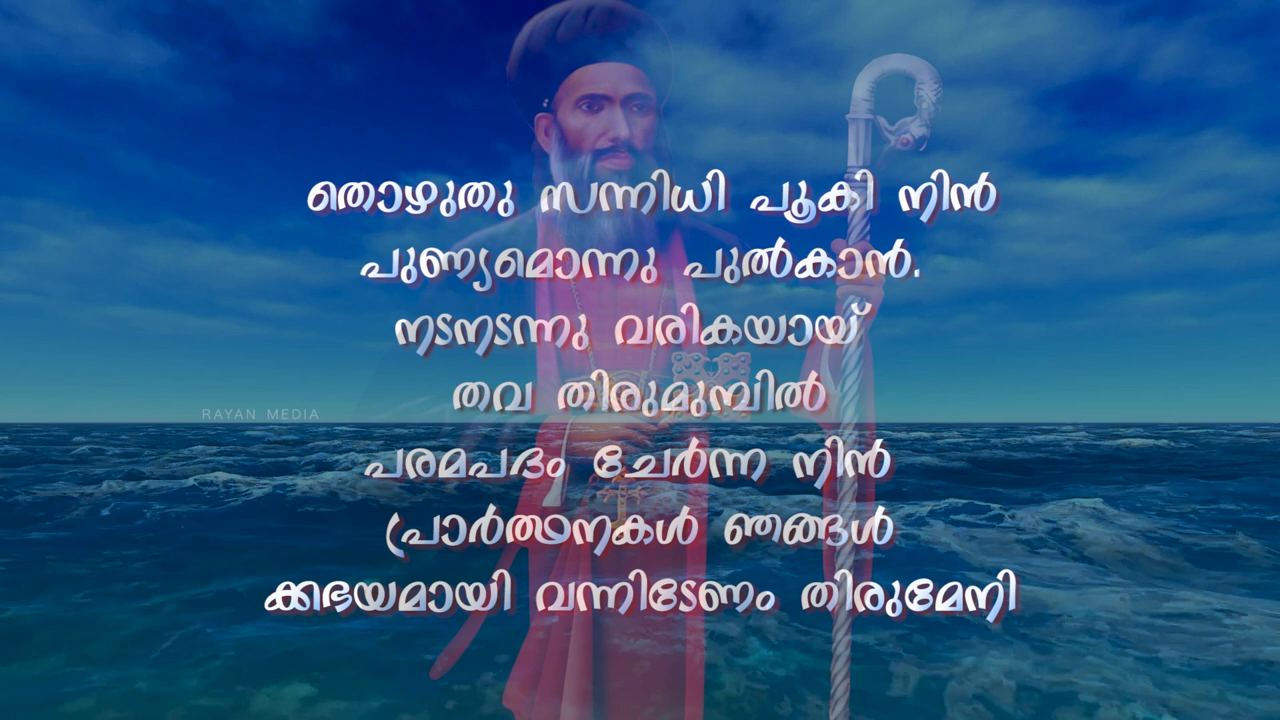 തൊഴുതു സന്നിധി പൂകി നിൻ
പുണ്യമൊന്നു പുൽകാൻ.
നടനടന്നു വരികയായ്
തവ തിരുമുമ്പിൽ
RAYAN MEDIA
പരമപദം ചേർന്ന നിൻ
പ്രാർത്ഥനകൾ ഞങ്ങൾ
ക്കഭയമായി വന്നിടേണം തിരുമേനി